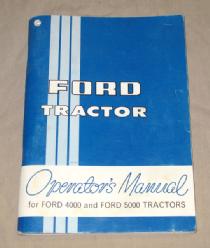 FORD
TRACTOR
Operator's Manual
for FORD 4000 and FORD 5000 TRACTORS